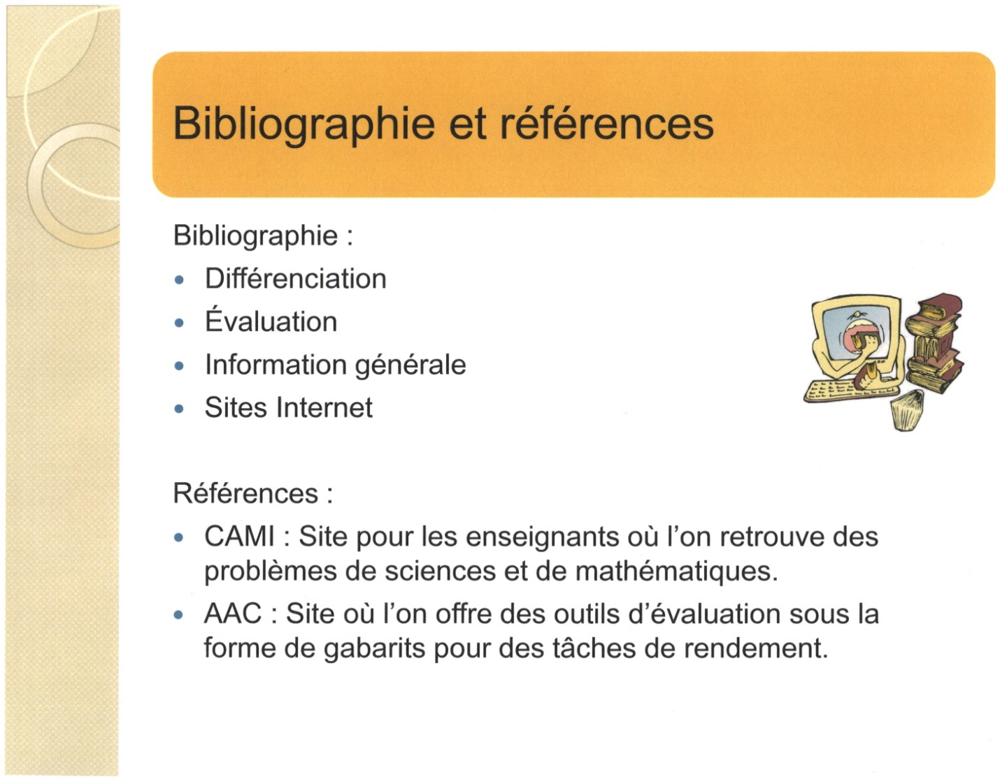 Bibliographie et références
Bibliographie :
• Différenciation
• Évaluation
• Information générale
• Sites Internet
Références :
• CAMI : Site pour les enseignants où l’on retrouve des
problèmes de sciences et de mathématiques.
• AAC : Site où l’on offre des outils d’évaluation sous la
forme de gabarits pour des tâches de rendement.